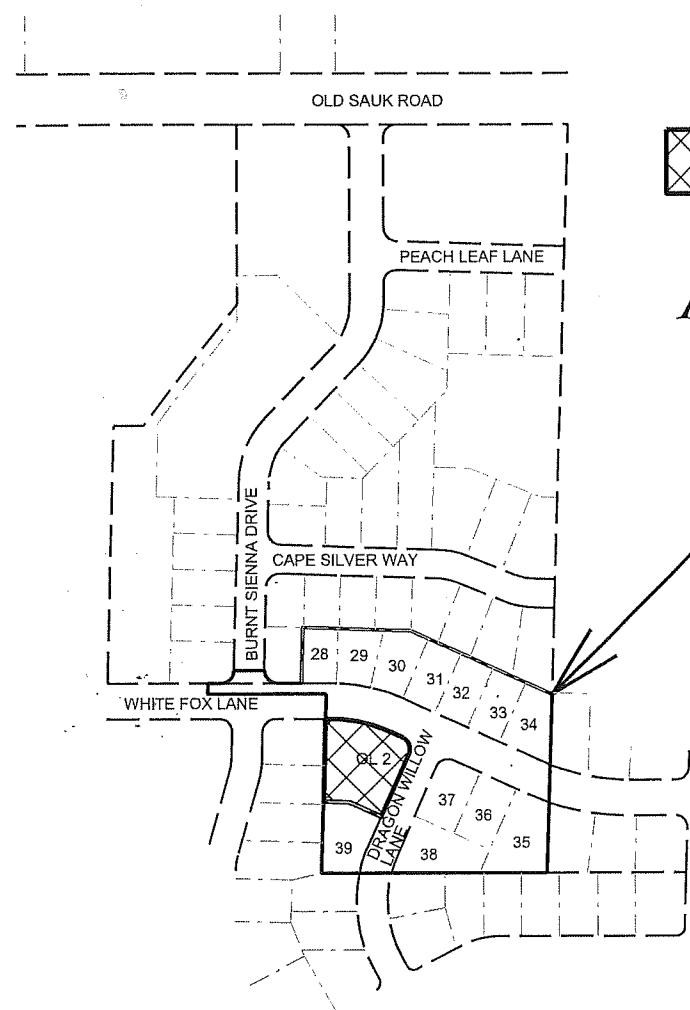 OLD SAUK ROAD
PEACH LEAF LANE
BURNT SIENNA DRIVE
CAPE SILVER WAY
28
29
30
31
32
33
34
WHITE FOX LANE
OL 2
DRAGON WILLOW
LANE
37
36
35
38
39